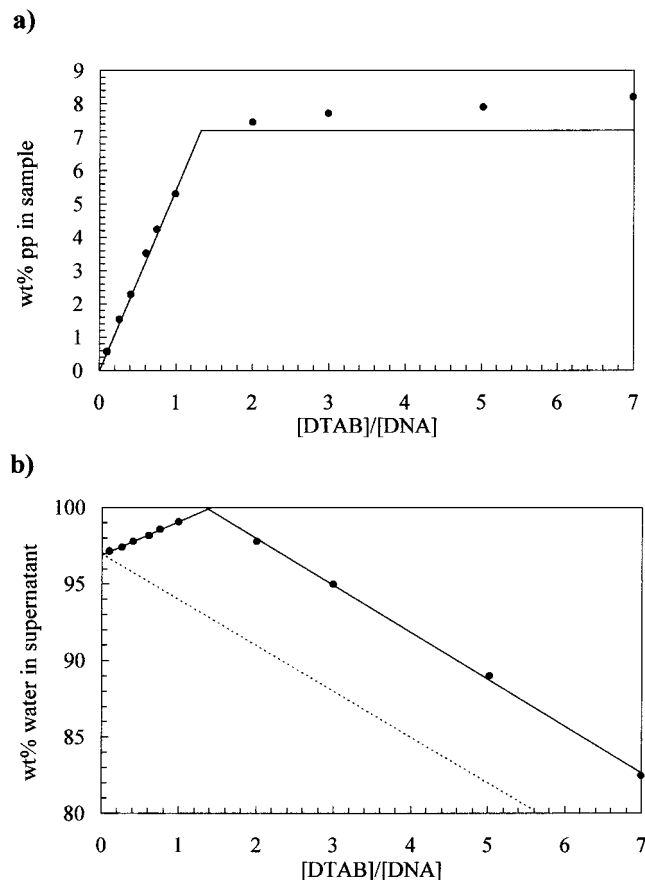 a)
9
8
7
6
5
4
3
2
1
0
wt% pp in sample
0 1 2 3 4 5 6 7
[DTAB]/[DNA]
b)
100
95
90
85
80
wt% water in supernatant
0 1 2 3 4 5 6 7
[DTAB]/[DNA]